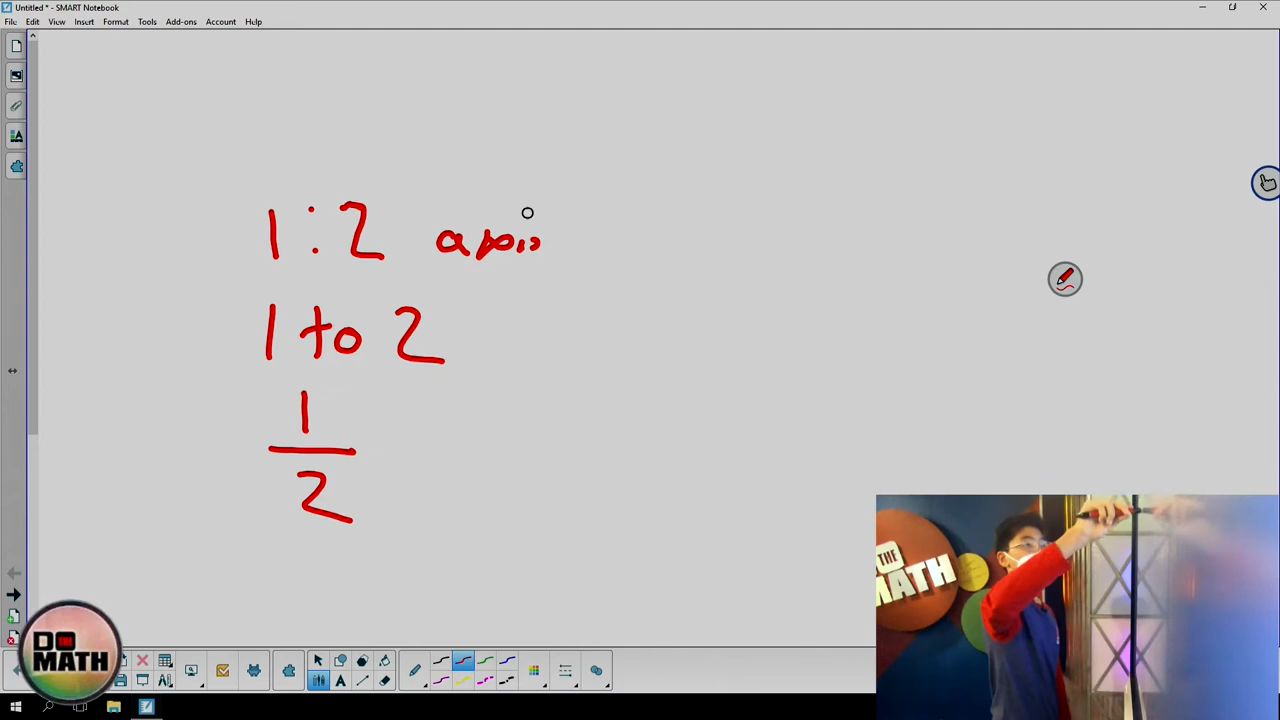 Untitled * - SMART Notebook
File Edit View Insert Format Tools Add-ons Account Help
1:2
1 to 2
1
2
DO THE MATH
THE MATH